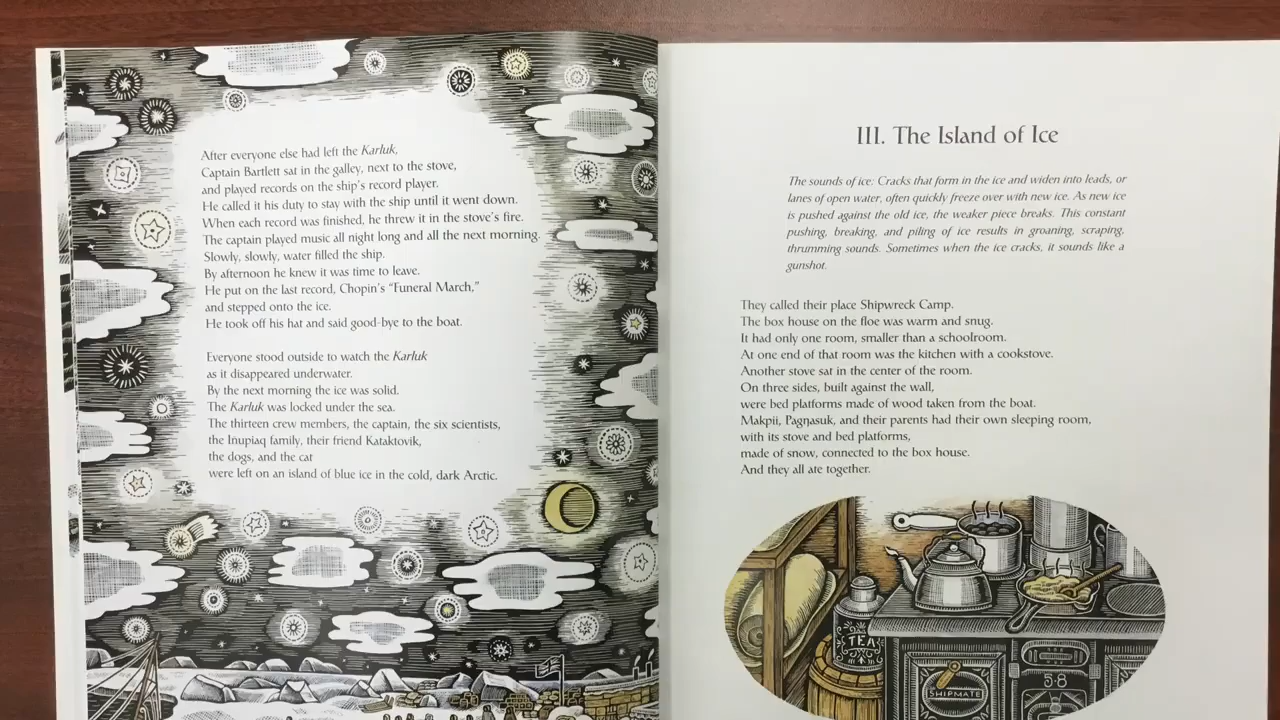 After everyone else had left the Karluk,
Captain Bartlett sat in the galley, next to the stove,
and played records on the ship's record player.
He called it his duty to stay with the ship until it went down.
When each record was finished, he threw it in the stove's fire.
The captain played music all night long and all the next morning.
Slowly, slowly, water filled the ship.
By afternoon he knew it was time to leave.
He put on the last record, Chopin's “Funeral March,”
and stepped onto the ice.
He took off his hat and said good-bye to the boat.
Everyone stood outside to watch the Karluk
as it disappeared underwater.
By the next morning the ice was solid.
The Karluk was locked under the sea.
The thirteen crew members, the captain, the six scientists,
the Iñupiaq family, their friend Kataktovik,
the dogs, and the cat
were left on an island of blue ice in the cold, dark Arctic.
III. The Island of Ice
The sounds of ice: Cracks that form in the ice and widen into leads, or
lanes of open water, often quickly freeze over with new ice. As new ice
is pushed against the old ice, the weaker piece breaks. This constant
pushing, breaking, and piling of ice results in groaning, scraping,
thrumming sounds. Sometimes when the ice cracks, it sounds like a
gunshot.
They called their place Shipwreck Camp.
The box house on the floe was warm and snug.
It had only one room, smaller than a schoolroom.
At one end of that room was the kitchen with a cookstove.
Another stove sat in the center of the room.
On three sides, built against the wall,
were bed platforms made of wood taken from the boat.
Makpii, Pagnasuk, and their parents had their own sleeping room,
with its stove and bed platforms,
made of snow, connected to the box house.
And they all ate together.
TEA
SHIPMATE
5·8